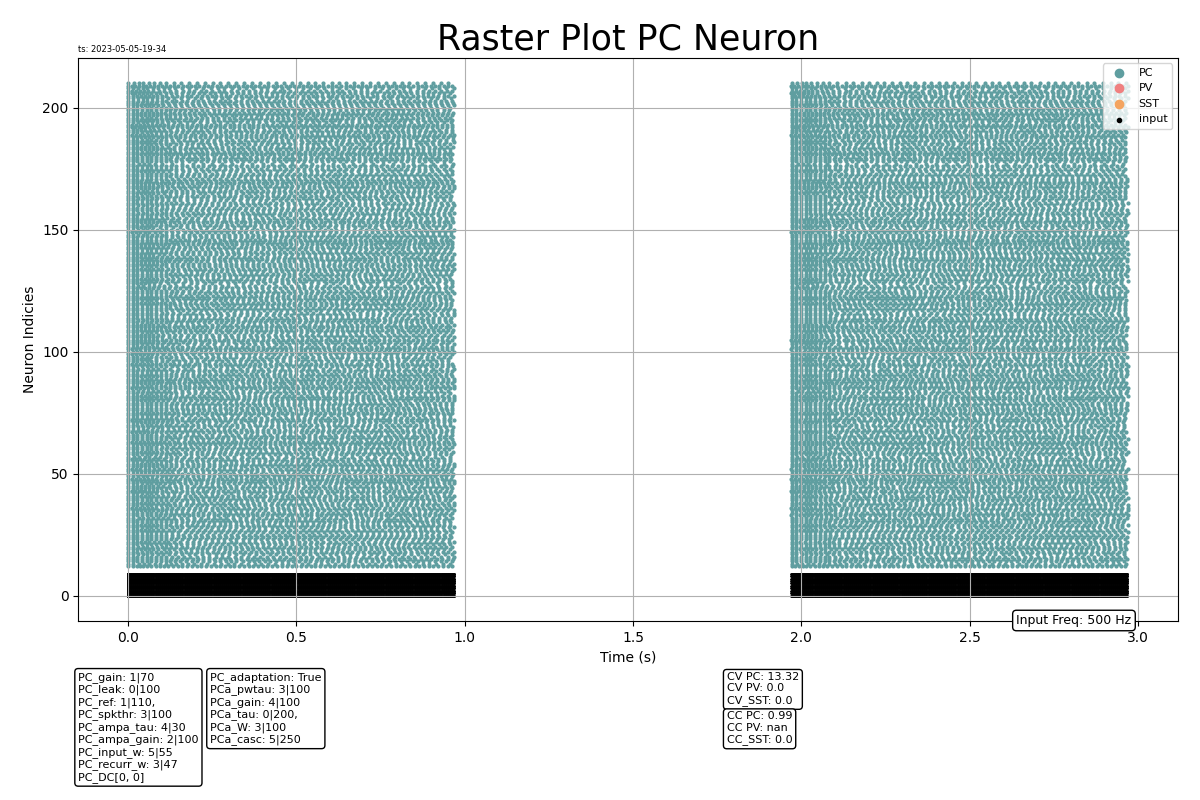 Raster Plot PC Neuron
ts: 2023-05-05-19-34
PC
PV
SST
input
200
150
100
50
0
Neuron Indicies
Input Freq: 500 Hz
0.0 0.5 1.0 1.5 2.0 2.5 3.0
Time (s)
PC_gain: 1|70
PC_leak: 0|100
PC_ref: 1|110,
PC_spkthr: 3|100
PC_ampa_tau: 4|30
PC_ampa_gain: 2|100
PC_input_w: 5|55
PC_recurr_w: 3|47
PC_DC[0, 0]
PC_adaptation: True
PCa_pwtau: 3|100
PCa_gain: 4|100
PCa_tau: 0|200,
PCa_W: 3|100
PCa_casc: 5|250
CV PC: 13.32
CV PV: 0.0
CV_SST: 0.0
CC PC: 0.99
CC PV: nan
CC_SST: 0.0